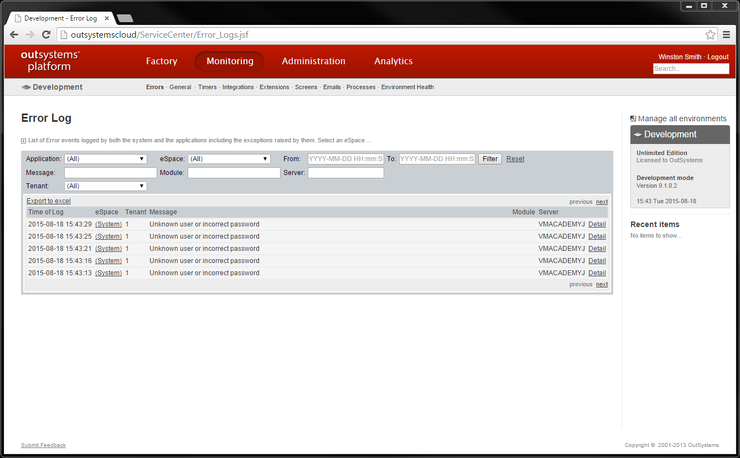 Development - Error Log
outsystemscloud/ServiceCenter/Error_Logs.jsf
outsystems® platform
Factory Monitoring Administration Analytics
Winston Smith · Logout
Search...
Development
Errors · General · Timers · Integrations · Extensions · Screens · Emails · Processes · Environment Health
Error Log
List of Error events logged by both the system and the applications including the exceptions raised by them. Select an eSpace ...
Application: (All) eSpace: (All) From: YYYY-MM-DD HH:mm:S To: YYYY-MM-DD HH:mm:S Filter Reset
Message: Module: Server:
Tenant: (All)
Export to excel previous next
Time of Log eSpace Tenant Message Module Server
2015-08-18 15:43:29 (System) 1 Unknown user or incorrect password VMACADEMYJ Detail
2015-08-18 15:43:25 (System) 1 Unknown user or incorrect password VMACADEMYJ Detail
2015-08-18 15:43:21 (System) 1 Unknown user or incorrect password VMACADEMYJ Detail
2015-08-18 15:43:16 (System) 1 Unknown user or incorrect password VMACADEMYJ Detail
2015-08-18 15:43:13 (System) 1 Unknown user or incorrect password VMACADEMYJ Detail
previous next
Manage all environments
Development
Unlimited Edition
Licensed to OutSystems
Development mode
Version 9.1.0.2
15:43 Tue 2015-08-18
Recent items
No items to show...
Submit Feedback
Copyright © 2001-2013 OutSystems